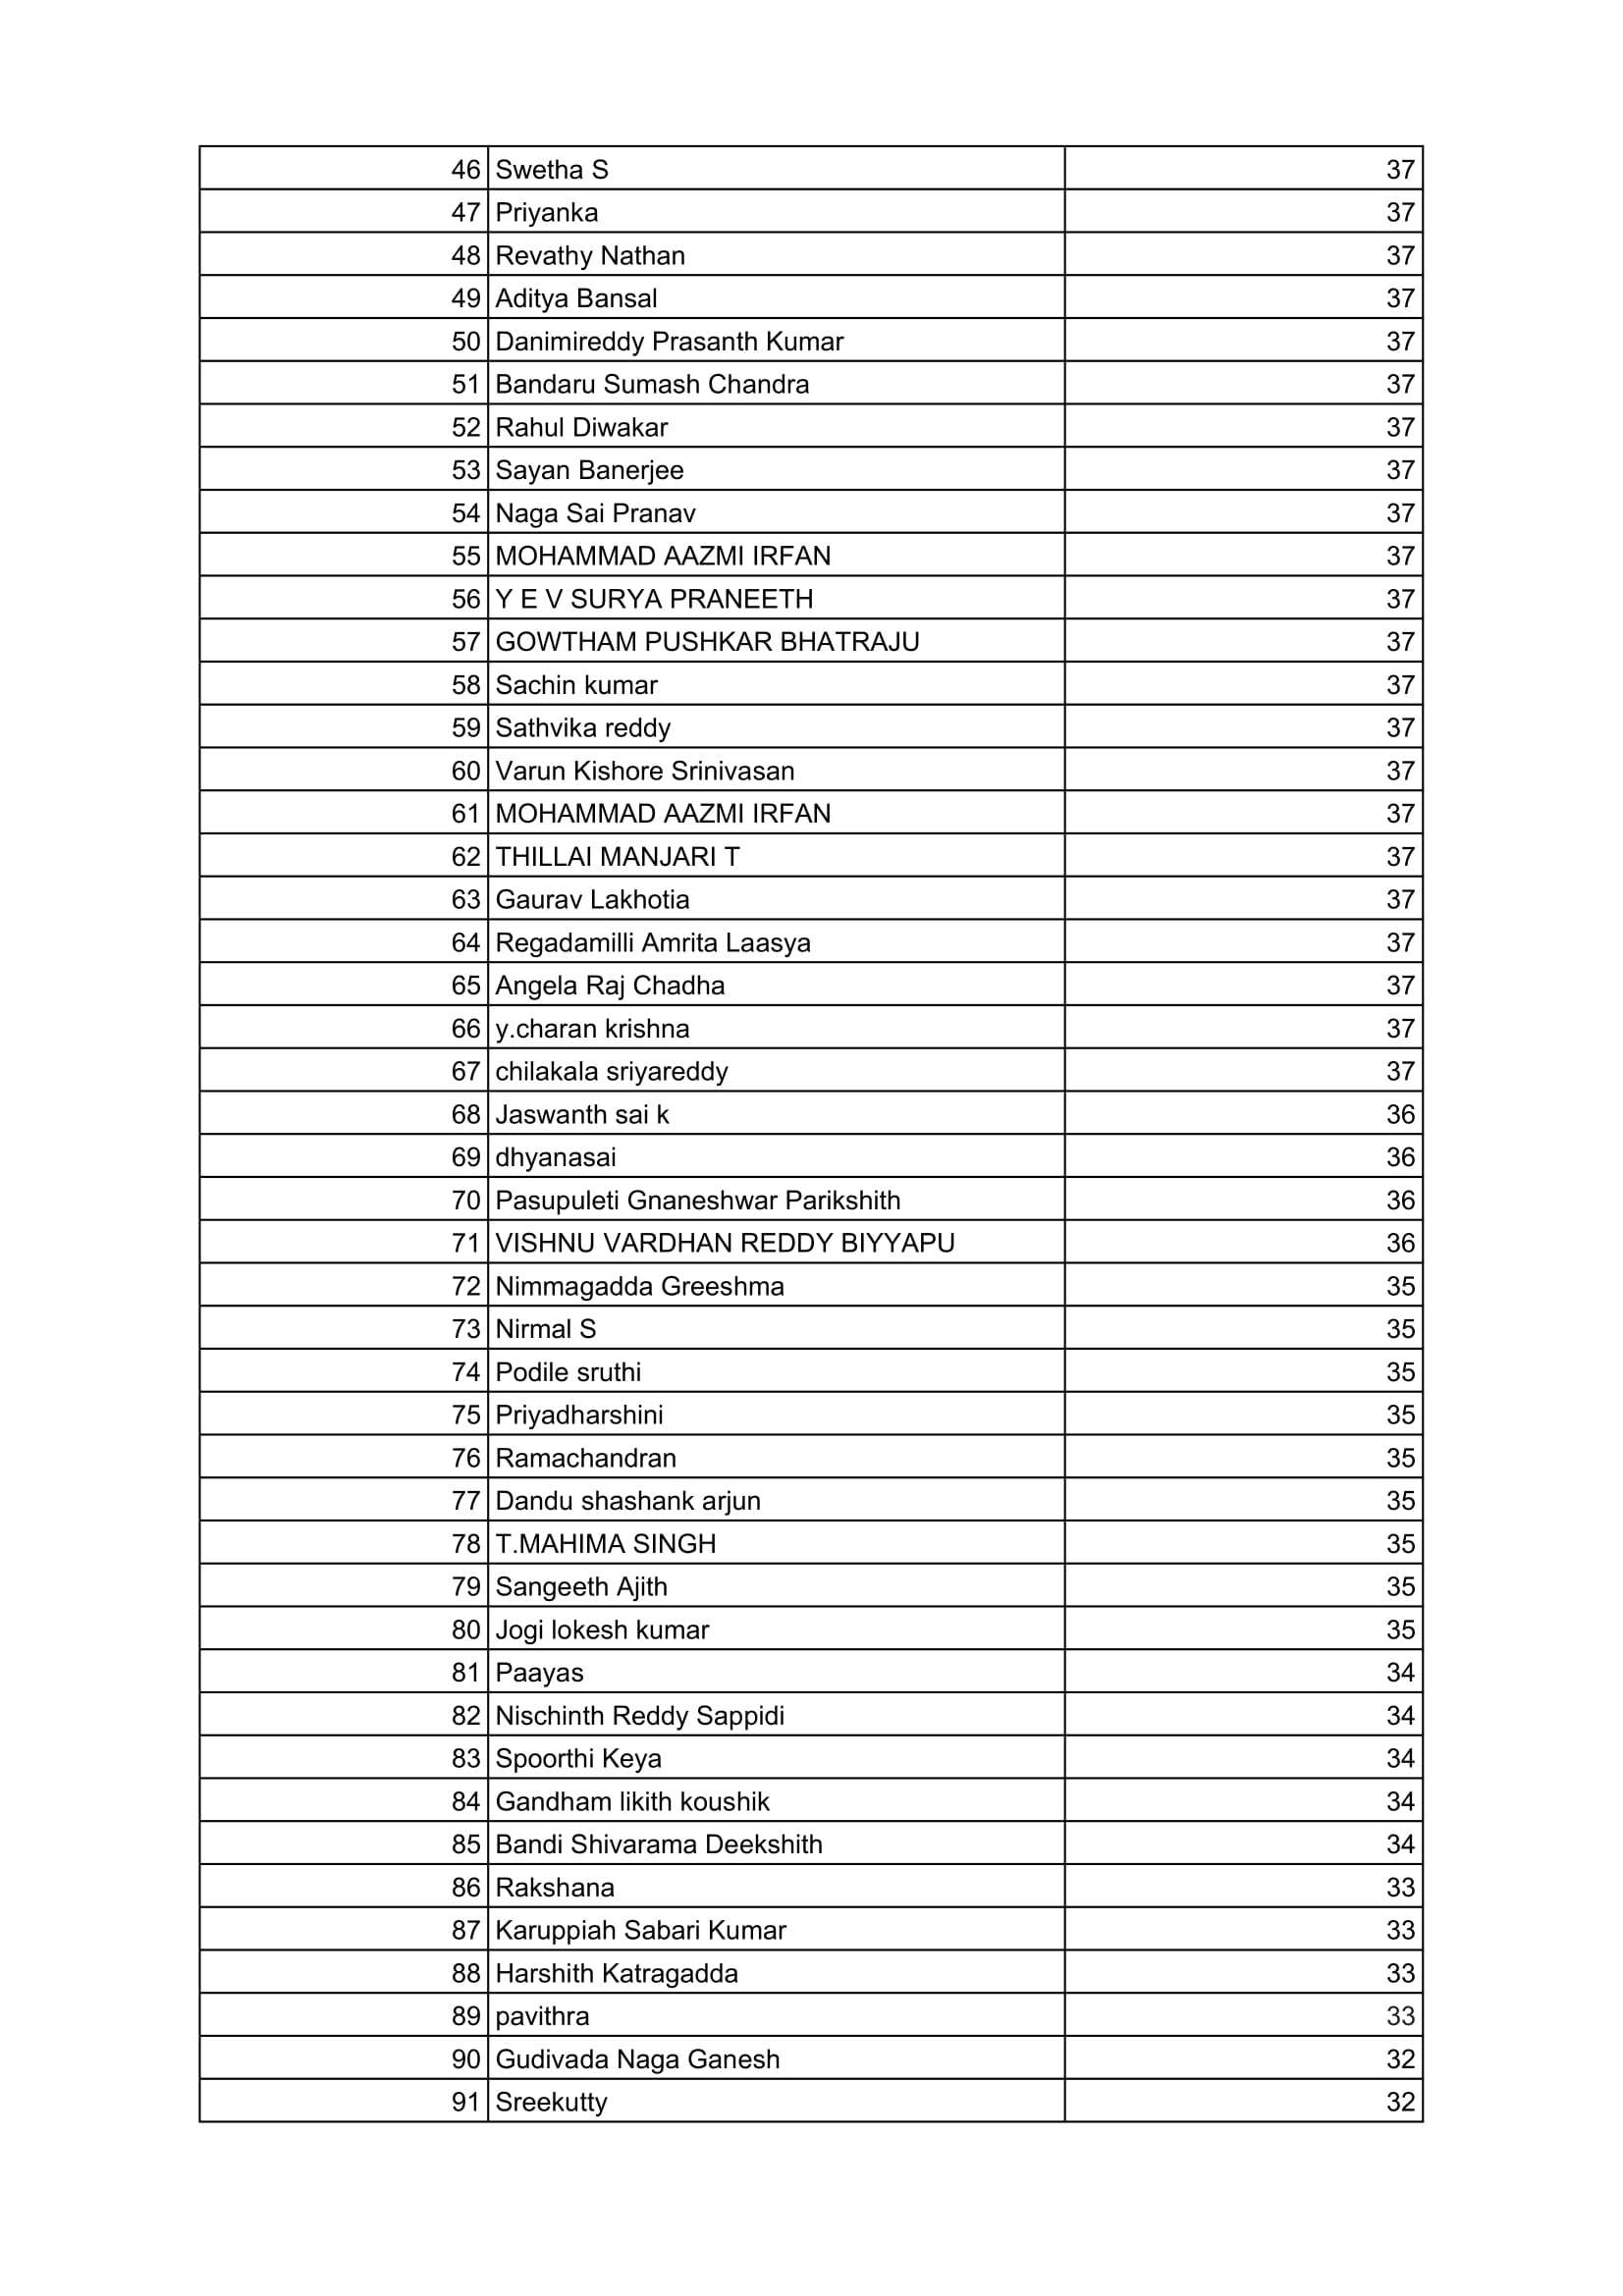 46 Swetha S 37
47 Priyanka 37
48 Revathy Nathan 37
49 Aditya Bansal 37
50 Danimireddy Prasanth Kumar 37
51 Bandaru Sumash Chandra 37
52 Rahul Diwakar 37
53 Sayan Banerjee 37
54 Naga Sai Pranav 37
55 MOHAMMAD AAZMI IRFAN 37
56 Y E V SURYA PRANEETH 37
57 GOWTHAM PUSHKAR BHATRAJU 37
58 Sachin kumar 37
59 Sathvika reddy 37
60 Varun Kishore Srinivasan 37
61 MOHAMMAD AAZMI IRFAN 37
62 THILLAI MANJARI T 37
63 Gaurav Lakhotia 37
64 Regadamilli Amrita Laasya 37
65 Angela Raj Chadha 37
66 y.charan krishna 37
67 chilakala sriyareddy 37
68 Jaswanth sai k 36
69 dhyanasai 36
70 Pasupuleti Gnaneshwar Parikshith 36
71 VISHNU VARDHAN REDDY BIYYAPU 36
72 Nimmagadda Greeshma 35
73 Nirmal S 35
74 Podile sruthi 35
75 Priyadharshini 35
76 Ramachandran 35
77 Dandu shashank arjun 35
78 T.MAHIMA SINGH 35
79 Sangeeth Ajith 35
80 Jogi lokesh kumar 35
81 Paayas 34
82 Nischinth Reddy Sappidi 34
83 Spoorthi Keya 34
84 Gandham likith koushik 34
85 Bandi Shivarama Deekshith 34
86 Rakshana 33
87 Karuppiah Sabari Kumar 33
88 Harshith Katragadda 33
89 pavithra 33
90 Gudivada Naga Ganesh 32
91 Sreekutty 32